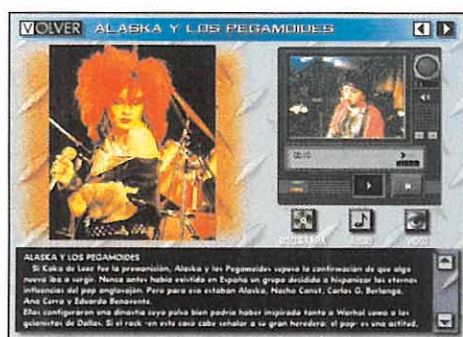 VOLVER ALASKA Y LOS PEGAMOIDES
00:10
ALASKA Y LOS PEGAMOIDES
Si Kaka de Luxe fue la premonición, Alaska y los Pegamoides supuso la confirmación de que algo
nuevo iba a surgir. Nunca antes había existido en España un grupo decidido a hispanizar las eternas
influencias del pop anglosajón. Pero para eso estaban Alaska, Nacho Canut, Carlos G. Berlanga,
Ana Curra y Eduardo Benavente.
Ellos configuraron una dinastía cuyo pulso bien podría haber inspirado tanto a Warhol como a los
guionistas de Dallas. Si el rock -en este caso cabe señalar a su gran heredero, el pop- es una actitud,